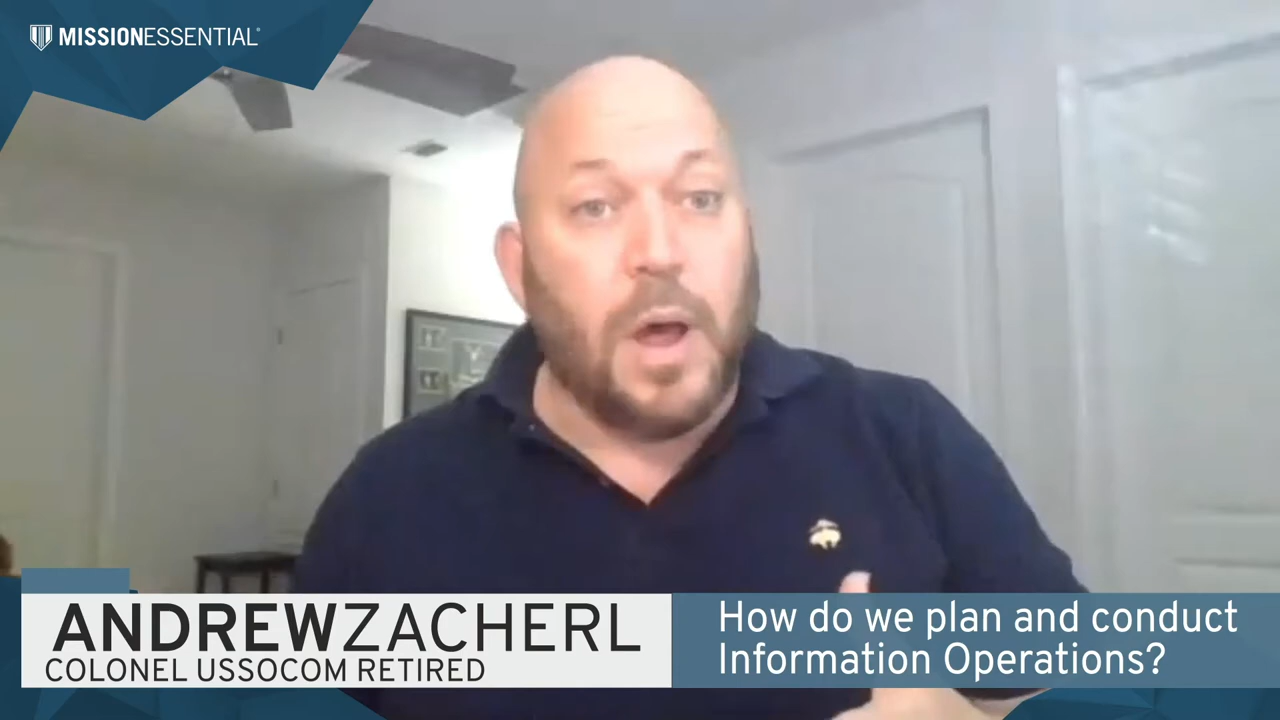 MISSIONESSENTIAL®
ANDREWZACHERL
COLONEL USSOCOM RETIRED
How do we plan and conduct
Information Operations?